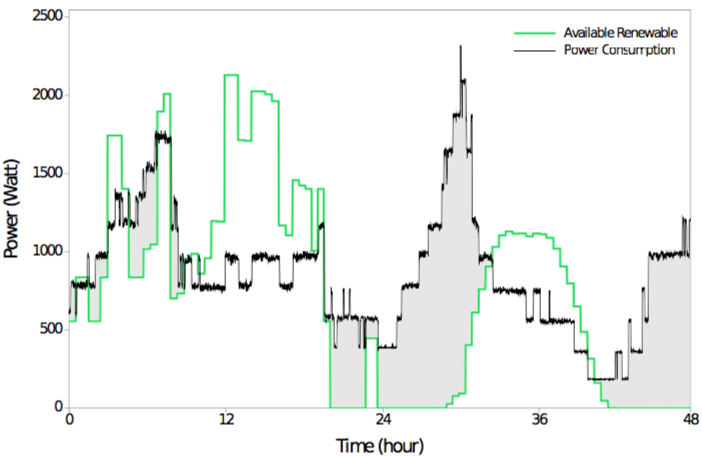 2500
Available Renewable
Power Consumption
2000
1500
1000
500
0
Power (Watt)
0 12 24 36 48
Time (hour)